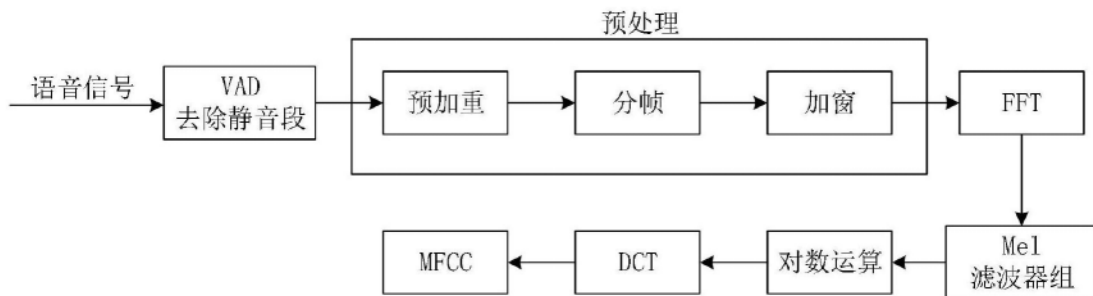 预处理
语音信号
VAD
去除静音段
预加重
分帧
加窗
FFT
Mel
滤波器组
对数运算
DCT
MFCC